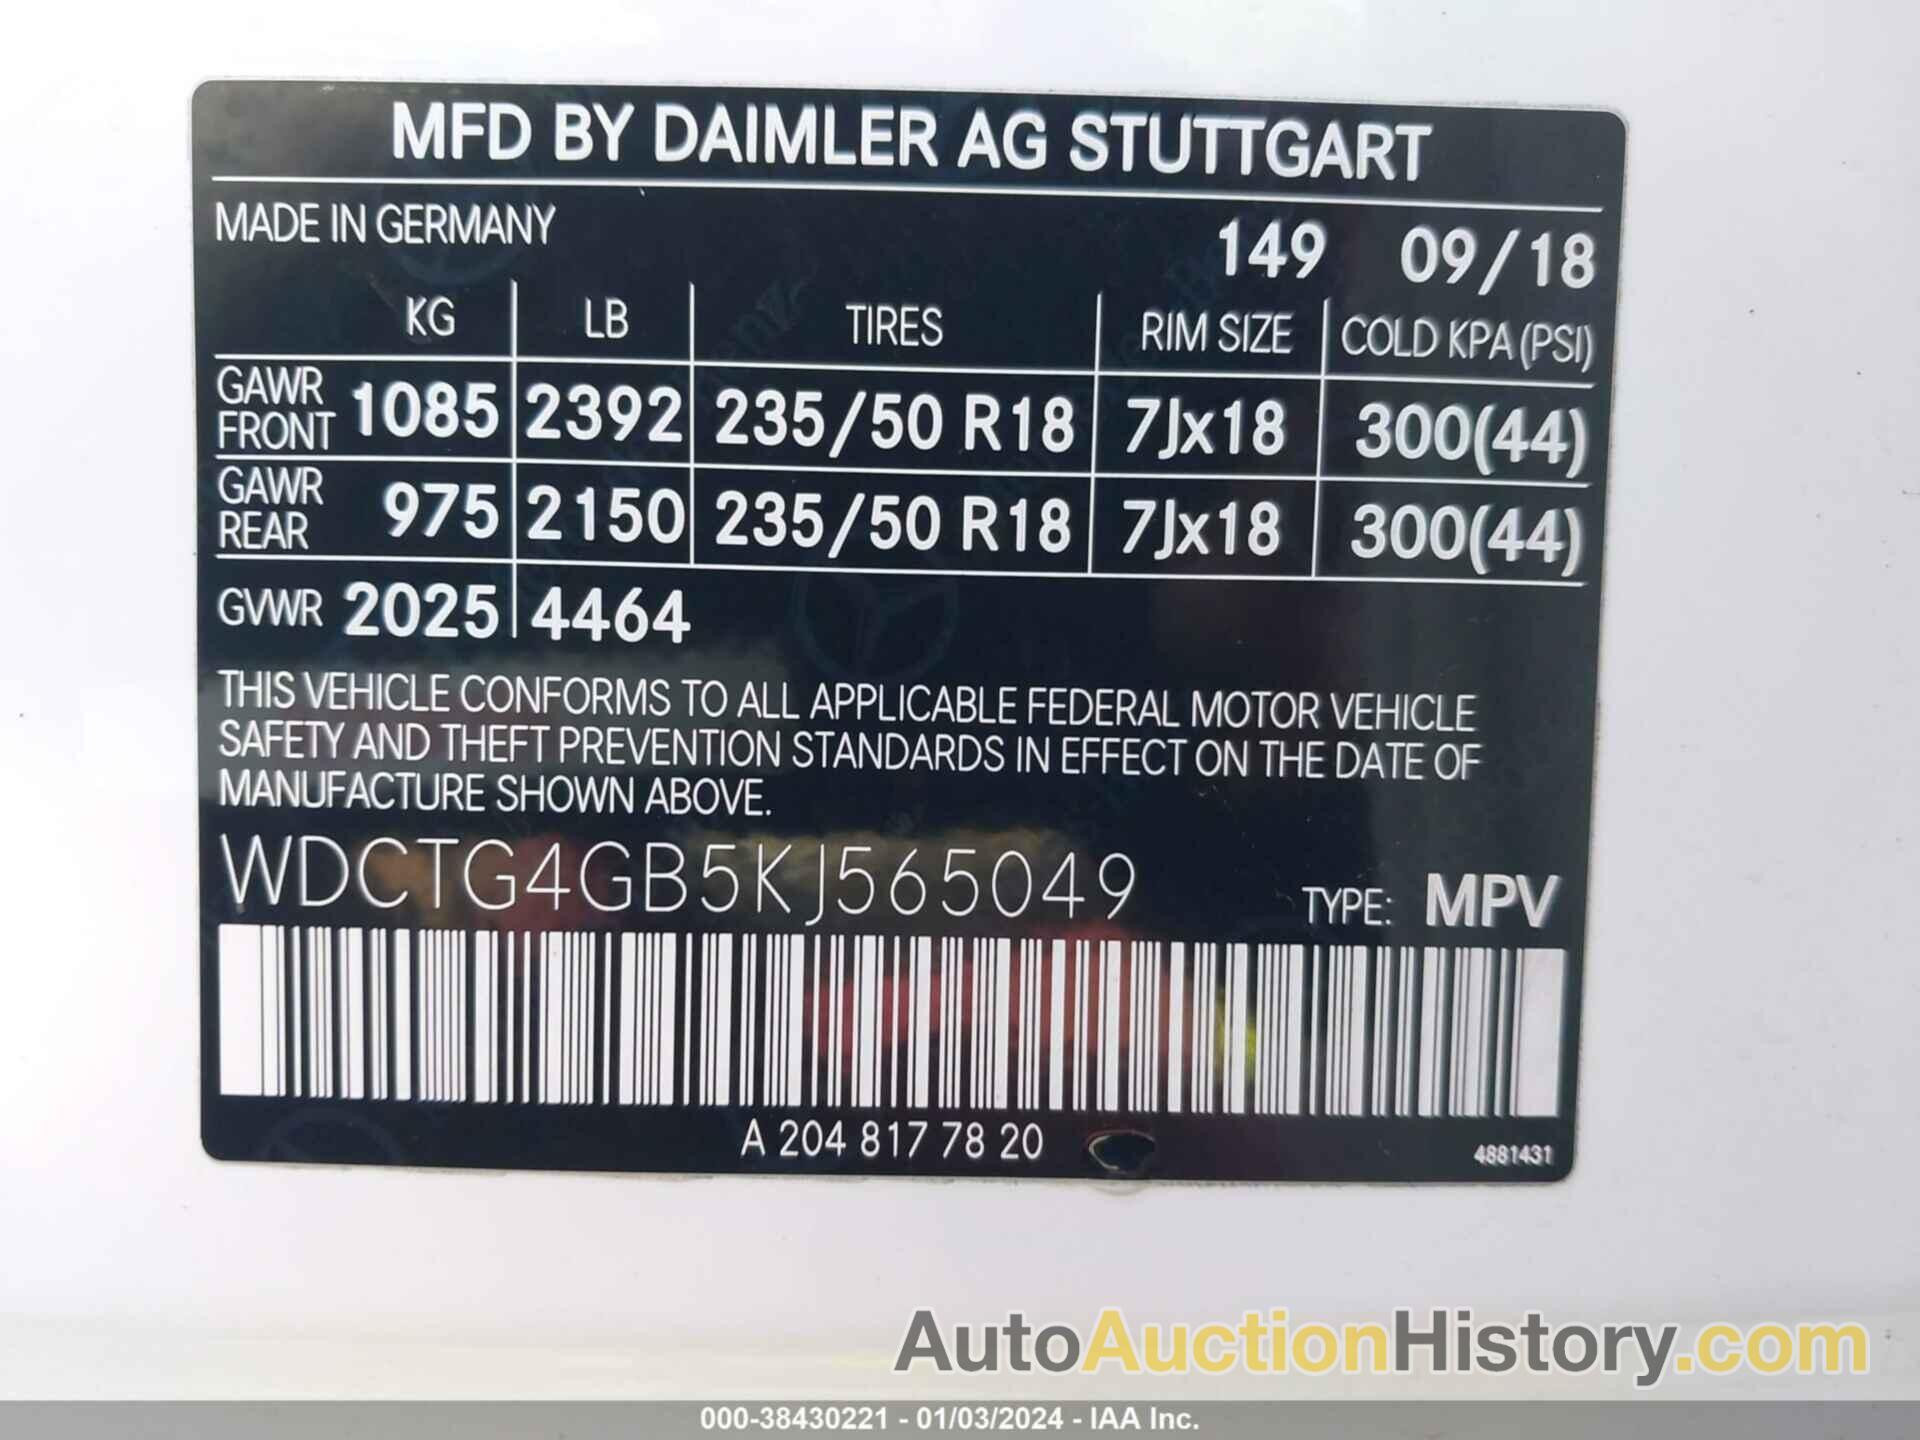 MFD BY DAIMLER AG STUTTGART
MADE IN GERMANY 149 09/18
KG LB TIRES RIM SIZE COLD KPA (PSI)
GAWR FRONT 1085 2392 235/50 R18 7Jx18 300(44)
GAWR REAR 975 2150 235/50 R18 7Jx18 300(44)
GVWR 2025 4464
THIS VEHICLE CONFORMS TO ALL APPLICABLE FEDERAL MOTOR VEHICLE
SAFETY AND THEFT PREVENTION STANDARDS IN EFFECT ON THE DATE OF
MANUFACTURE SHOWN ABOVE.
WDCTG4GB5KJ565049 TYPE: MPV
A 204 817 78 20 4881431
AutoAuctionHistory.com
000-38430221 - 01/03/2024 - IAA Inc.